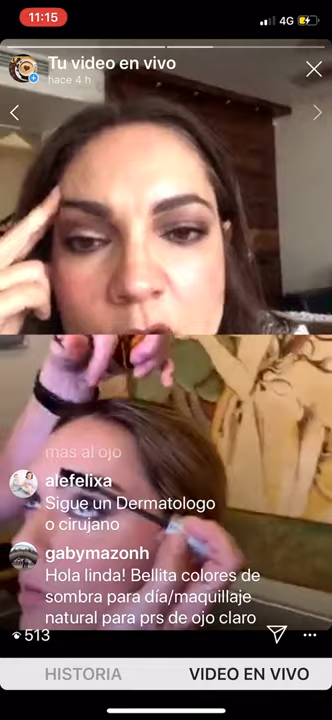 11:15
4G
Tu video en vivo
hace 4 h
mas al ojo
alefelixa
Sigue un Dermatologo
o cirujano
gabymazonh
Hola linda! Bellita colores de
sombra para día/maquillaje
natural para prs de ojo claro
513
HISTORIA
VIDEO EN VIVO